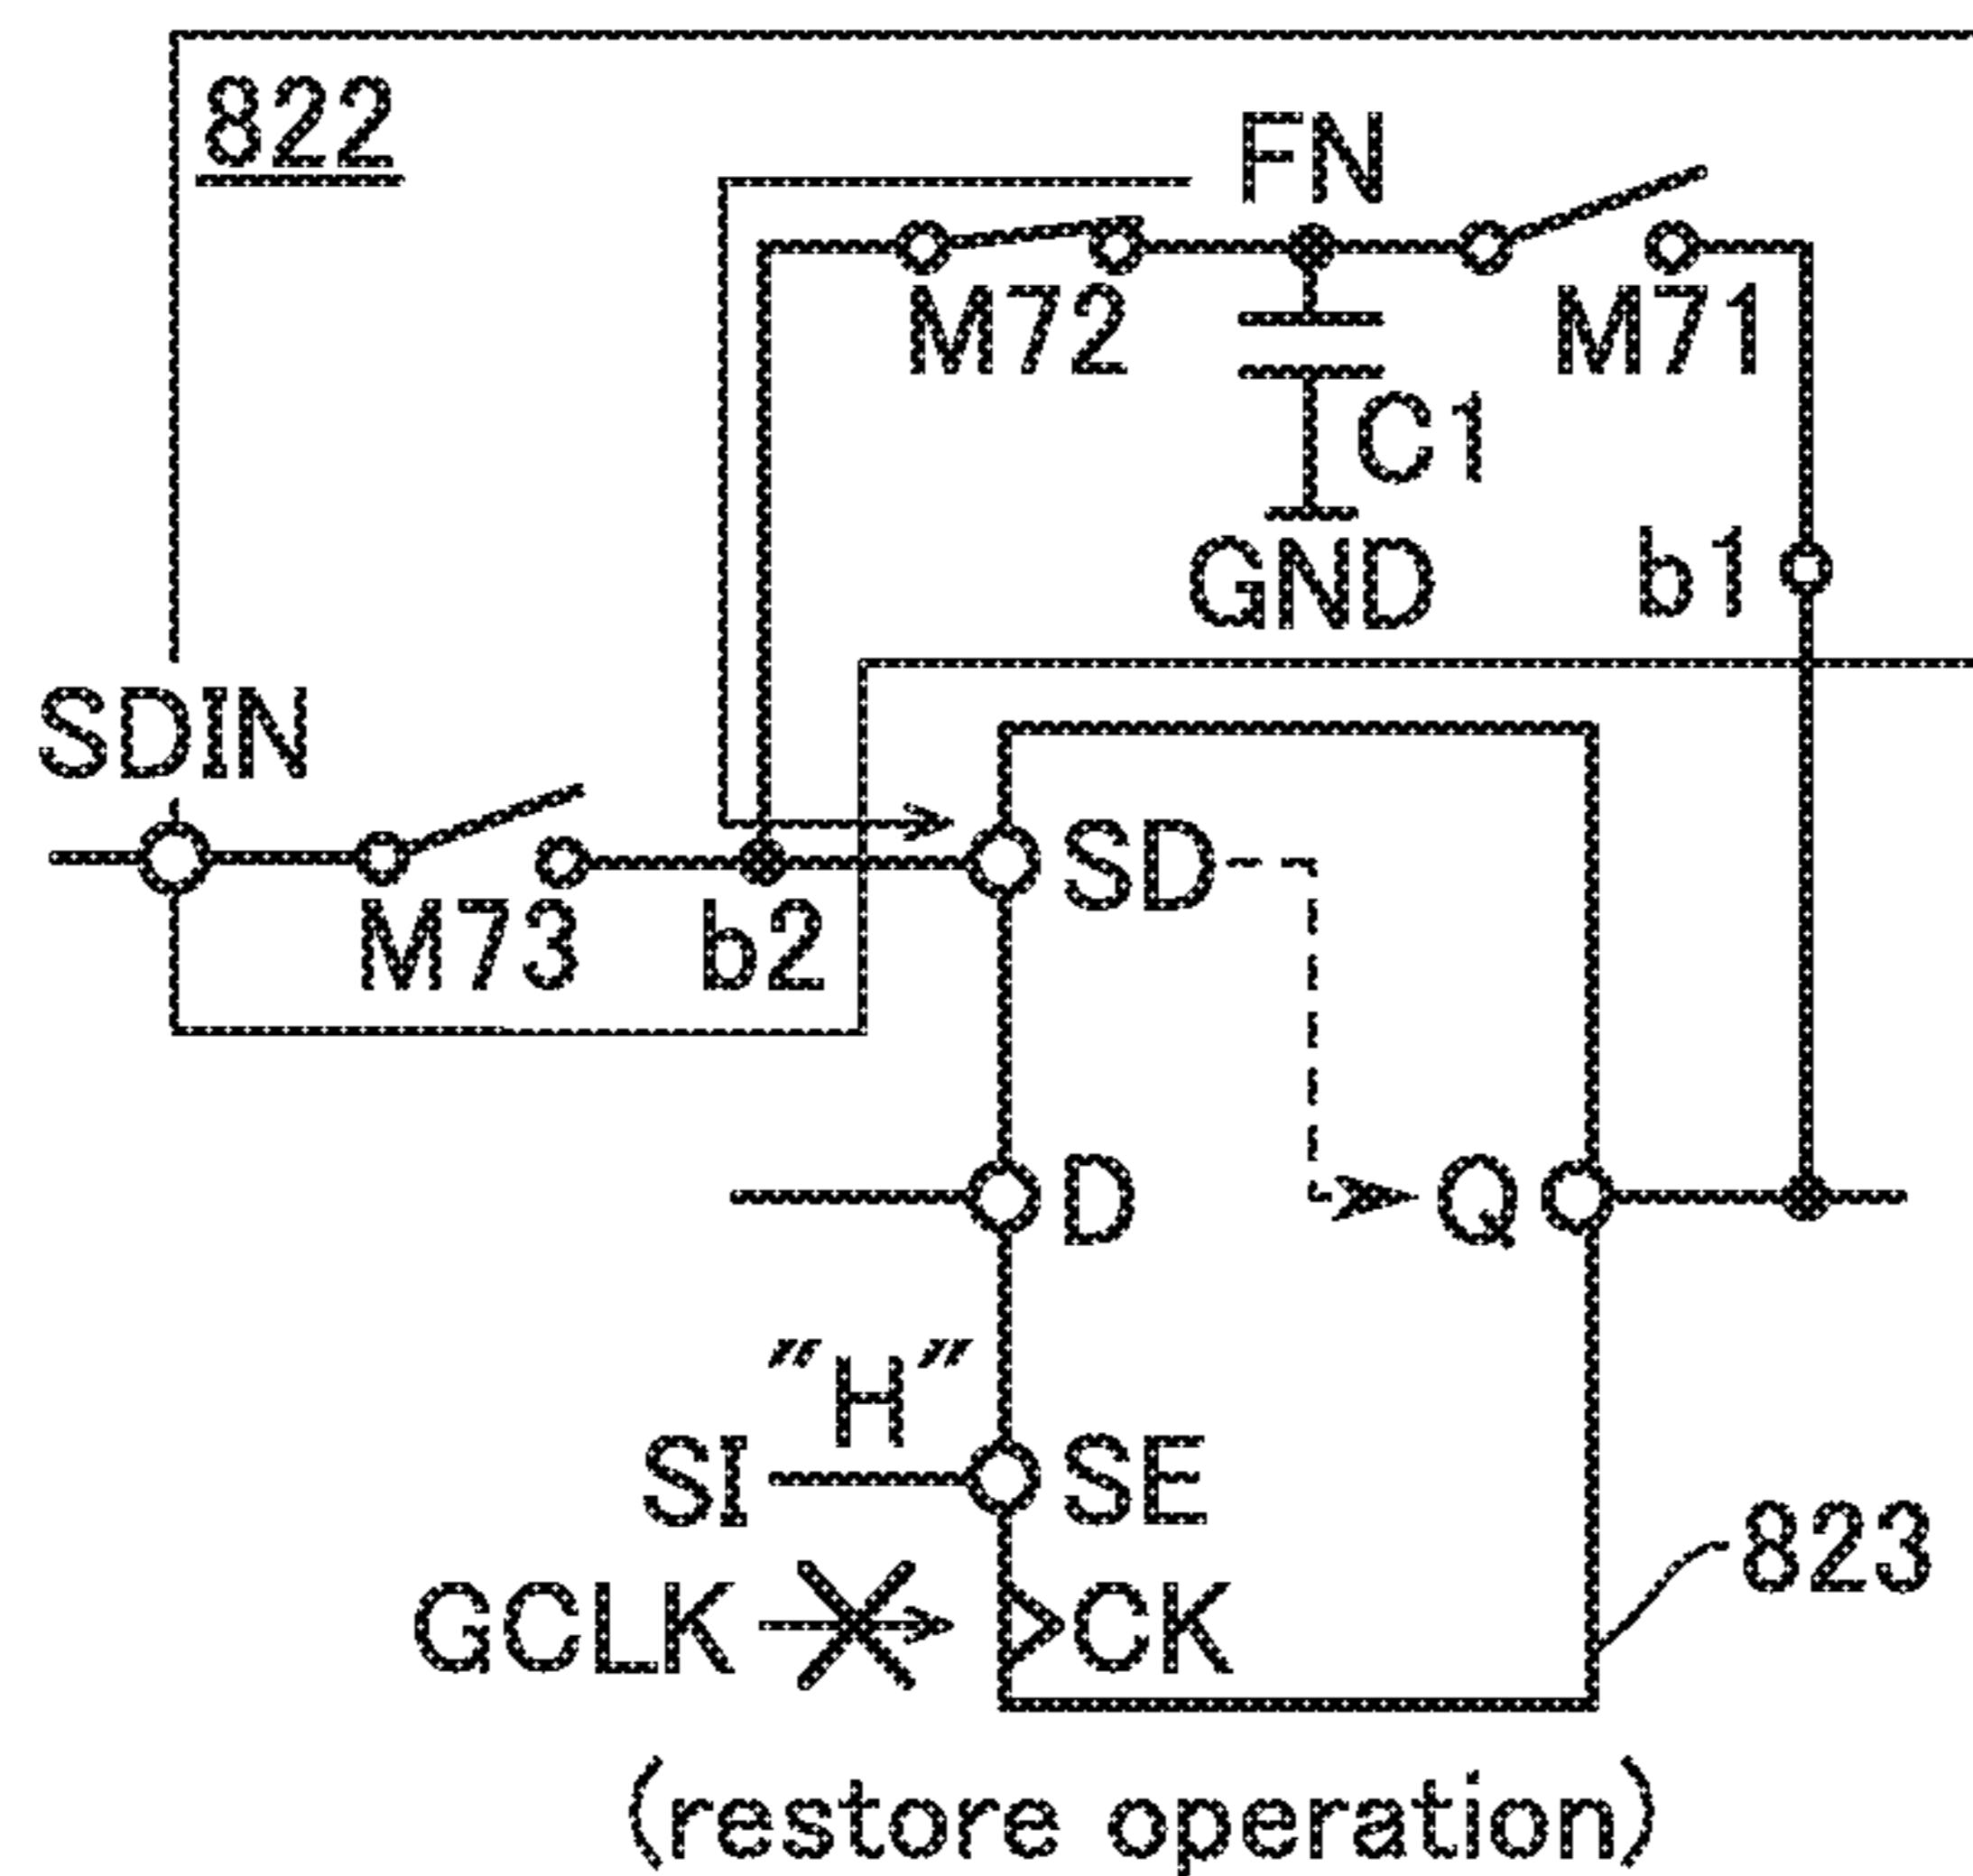 822
FN
M72
M71
C1
GND
b1
SDIN
SD
M73
b2
D
Q
"H"
SI
SE
823
GCLK
CK
(restore operation)